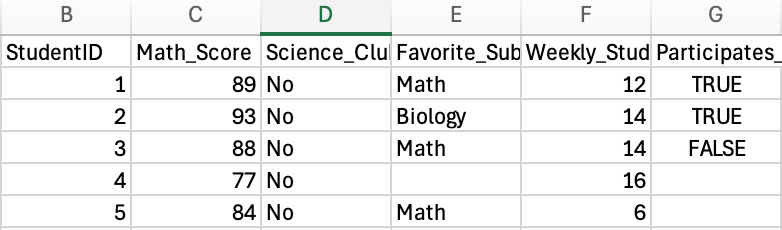 B C D E F G
StudentID Math_Score Science_Clu Favorite_Sub Weekly_Stud Participates_
1 89 No Math 12 TRUE
2 93 No Biology 14 TRUE
3 88 No Math 14 FALSE
4 77 No 16
5 84 No Math 6